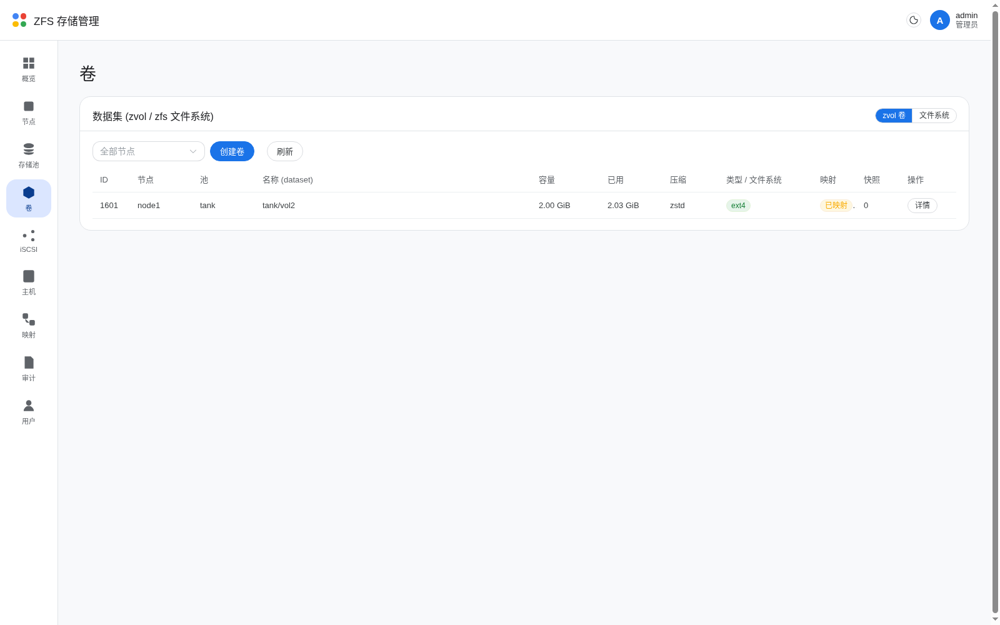 ZFS 存储管理
A
admin
管理员
概览
节点
存储池
卷
iSCSI
主机
映射
审计
用户
卷
数据集 (zvol / zfs 文件系统)
zvol 卷
文件系统
全部节点
创建卷
刷新
ID 节点 池 名称 (dataset) 容量 已用 压缩 类型 / 文件系统 映射 快照 操作
1601 node1 tank tank/vol2 2.00 GiB 2.03 GiB zstd ext4 已映射 . 0 详情